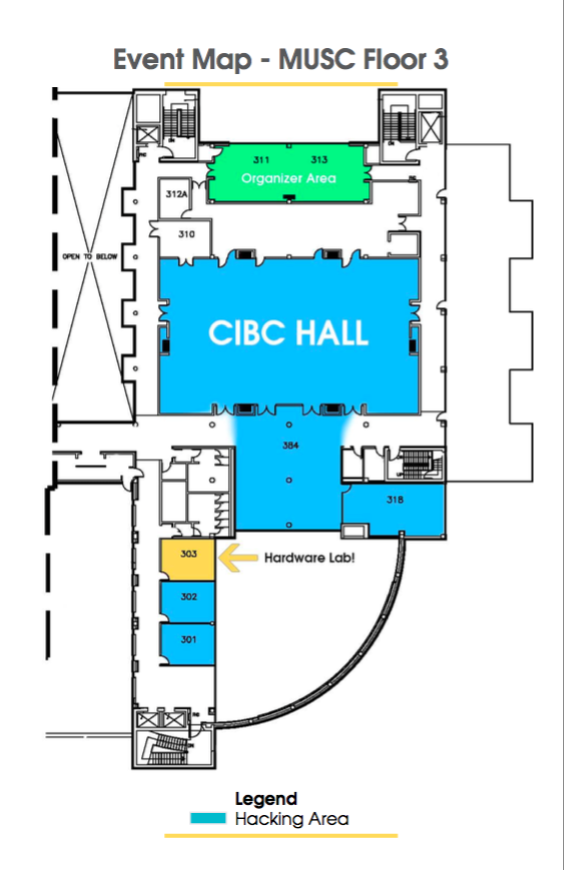 Event Map - MUSC Floor 3
311 313
Organizer Area
312A
310
OPEN TO BELOW
CIBC HALL
384
318
303
Hardware Lab!
302
301
Legend
Hacking Area